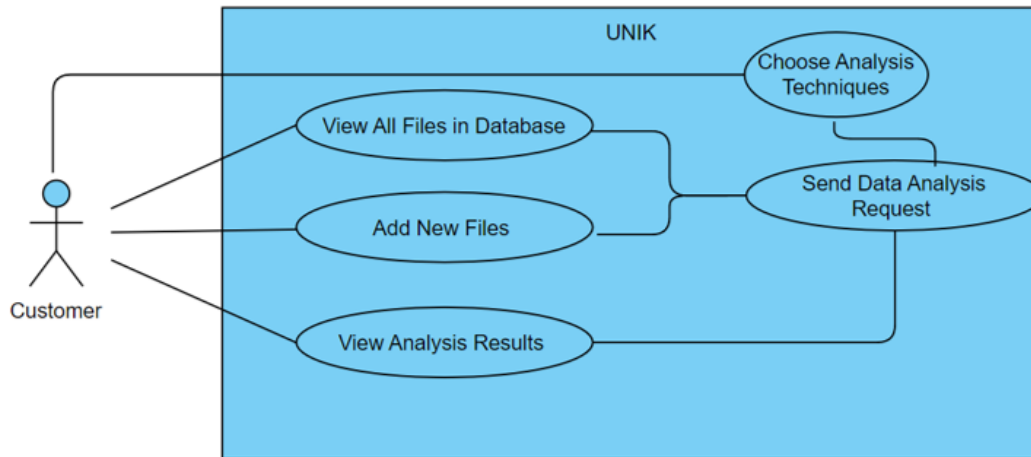 UNIK
Choose Analysis
Techniques
View All Files in Database
Send Data Analysis
Request
Add New Files
Customer
View Analysis Results